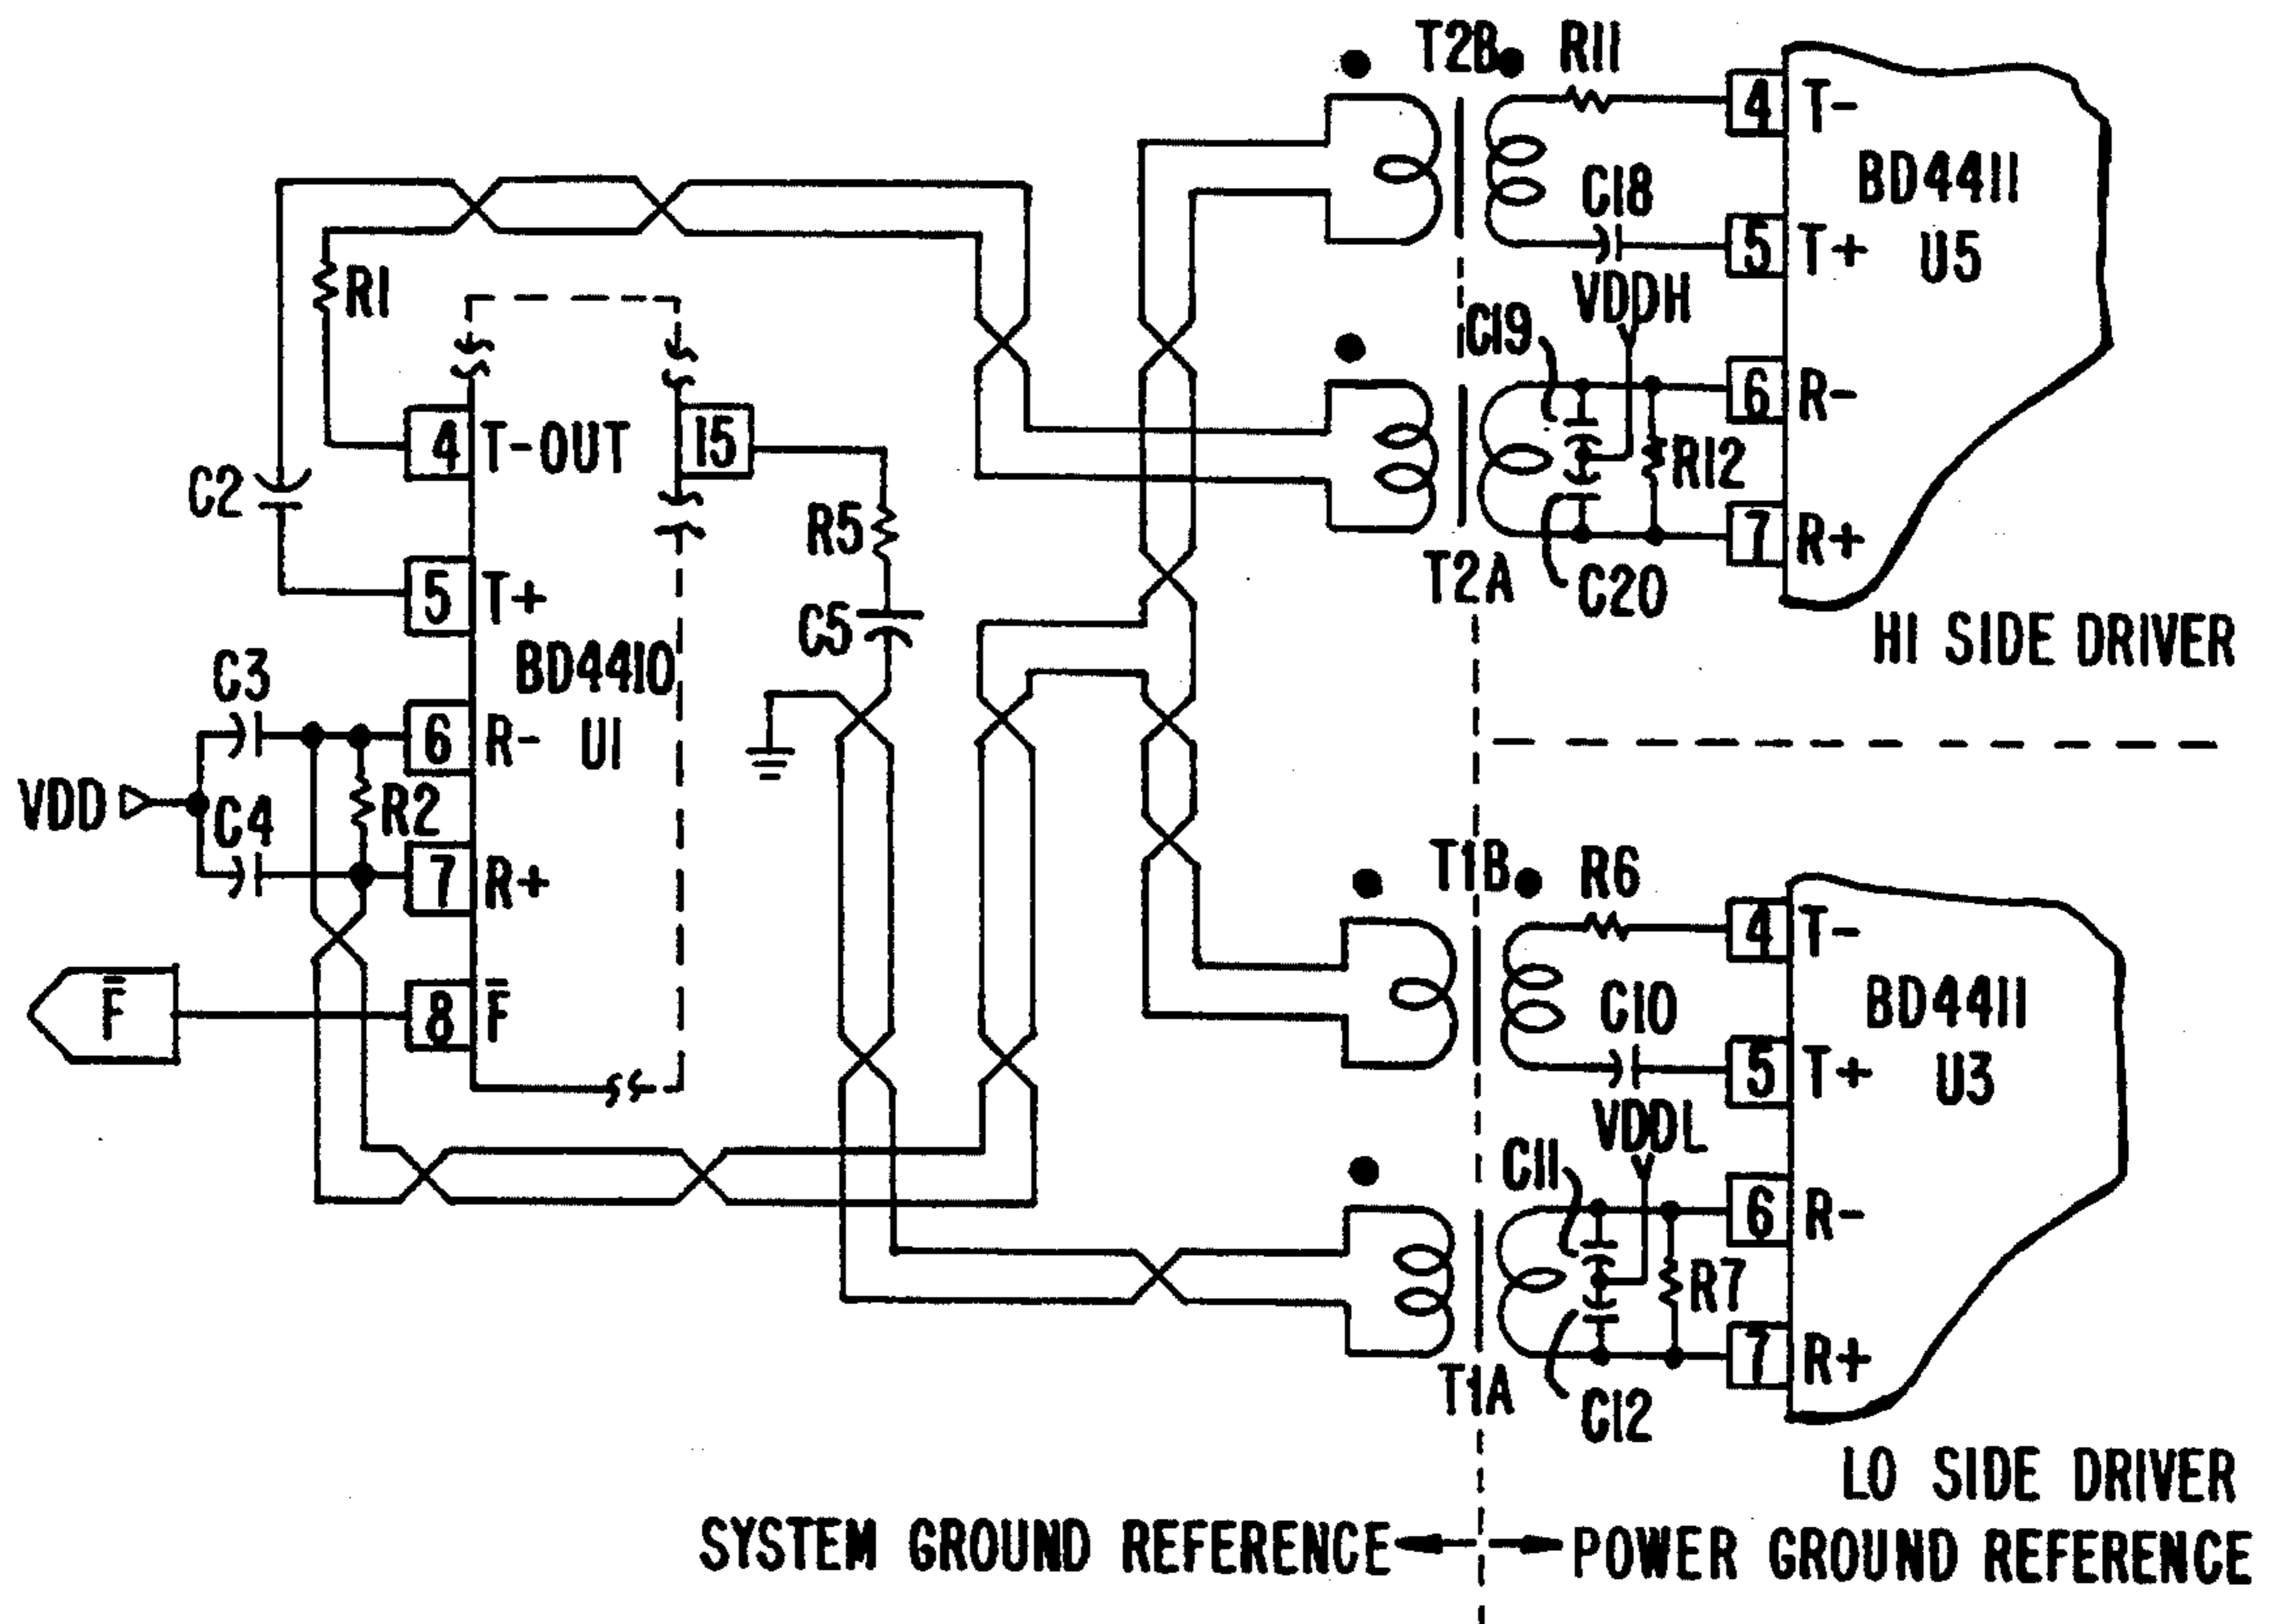 T2B R11
4 T-
BD4411
U5
C18
5 T+
VDDH
C19
6 R-
R12
7 R+
T2A
C20
HI SIDE DRIVER
R1
4 T-OUT
15
C2
R5
5 T+
C5
BD4410
U1
C3
6 R-
VDD
C4
R2
7 R+
F̅
8 F̅
T1B R6
4 T-
BD4411
U3
C10
5 T+
VDDL
C11
6 R-
R7
7 R+
T1A
C12
LO SIDE DRIVER
SYSTEM GROUND REFERENCE
POWER GROUND REFERENCE